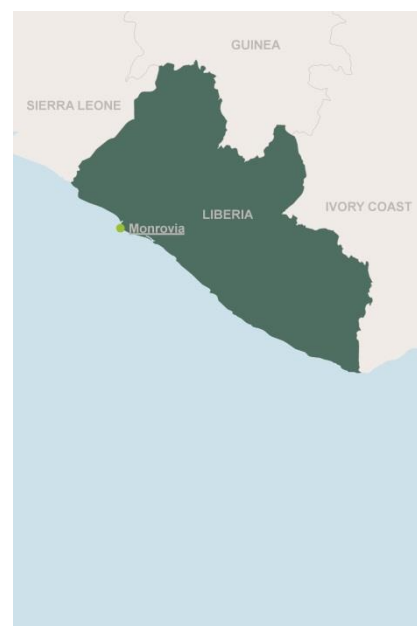 GUINEA
SIERRA LEONE
IVORY COAST
LIBERIA
Monrovia